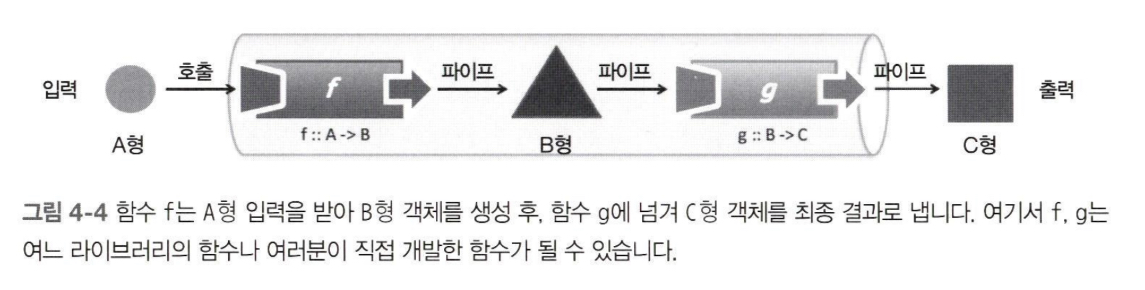 입력
호출
f
파이프
파이프
g
파이프
출력
A형
f :: A -> B
B형
g :: B -> C
C형
그림 4-4 함수 f는 A형 입력을 받아 B형 객체를 생성 후, 함수 g에 넘겨 C형 객체를 최종 결과로 냅니다. 여기서 f, g는
여느 라이브러리의 함수나 여러분이 직접 개발한 함수가 될 수 있습니다.